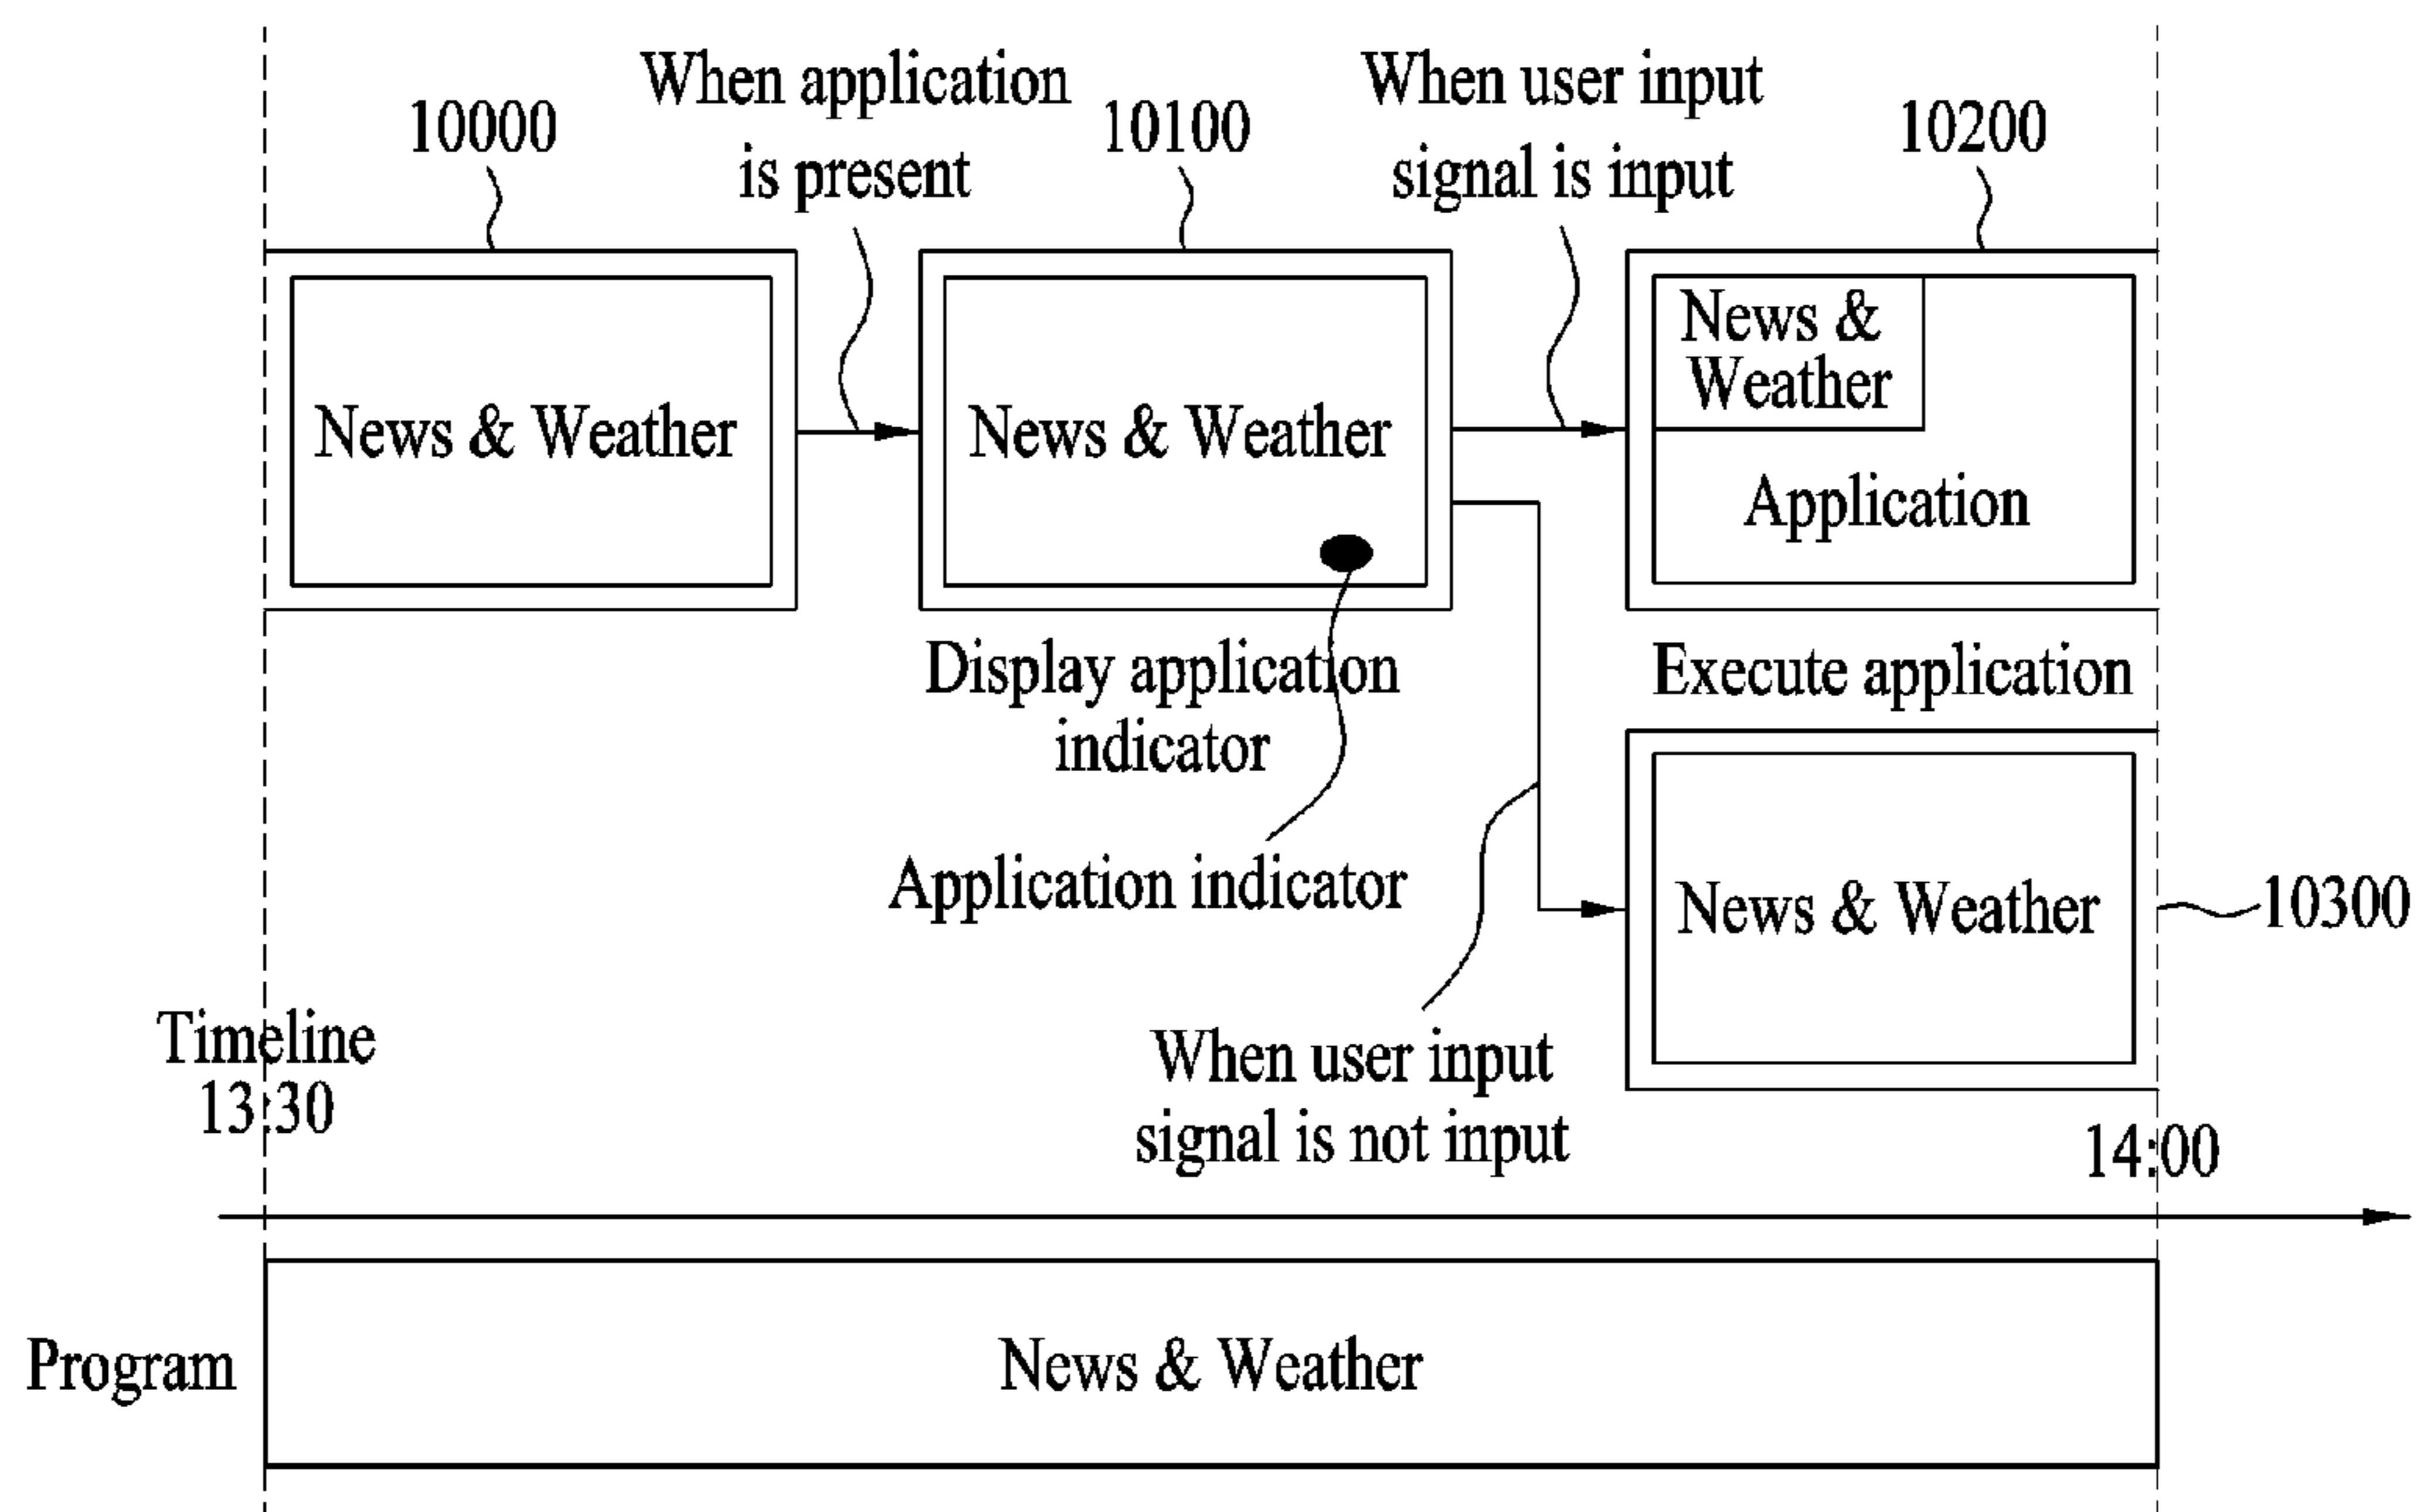 When application
is present
When user input
signal is input
10000
10100
10200
News & Weather
News & Weather
News &
Weather
Application
Display application
indicator
Execute application
Application indicator
News & Weather
10300
When user input
signal is not input
Timeline
13:30
14:00
Program
News & Weather